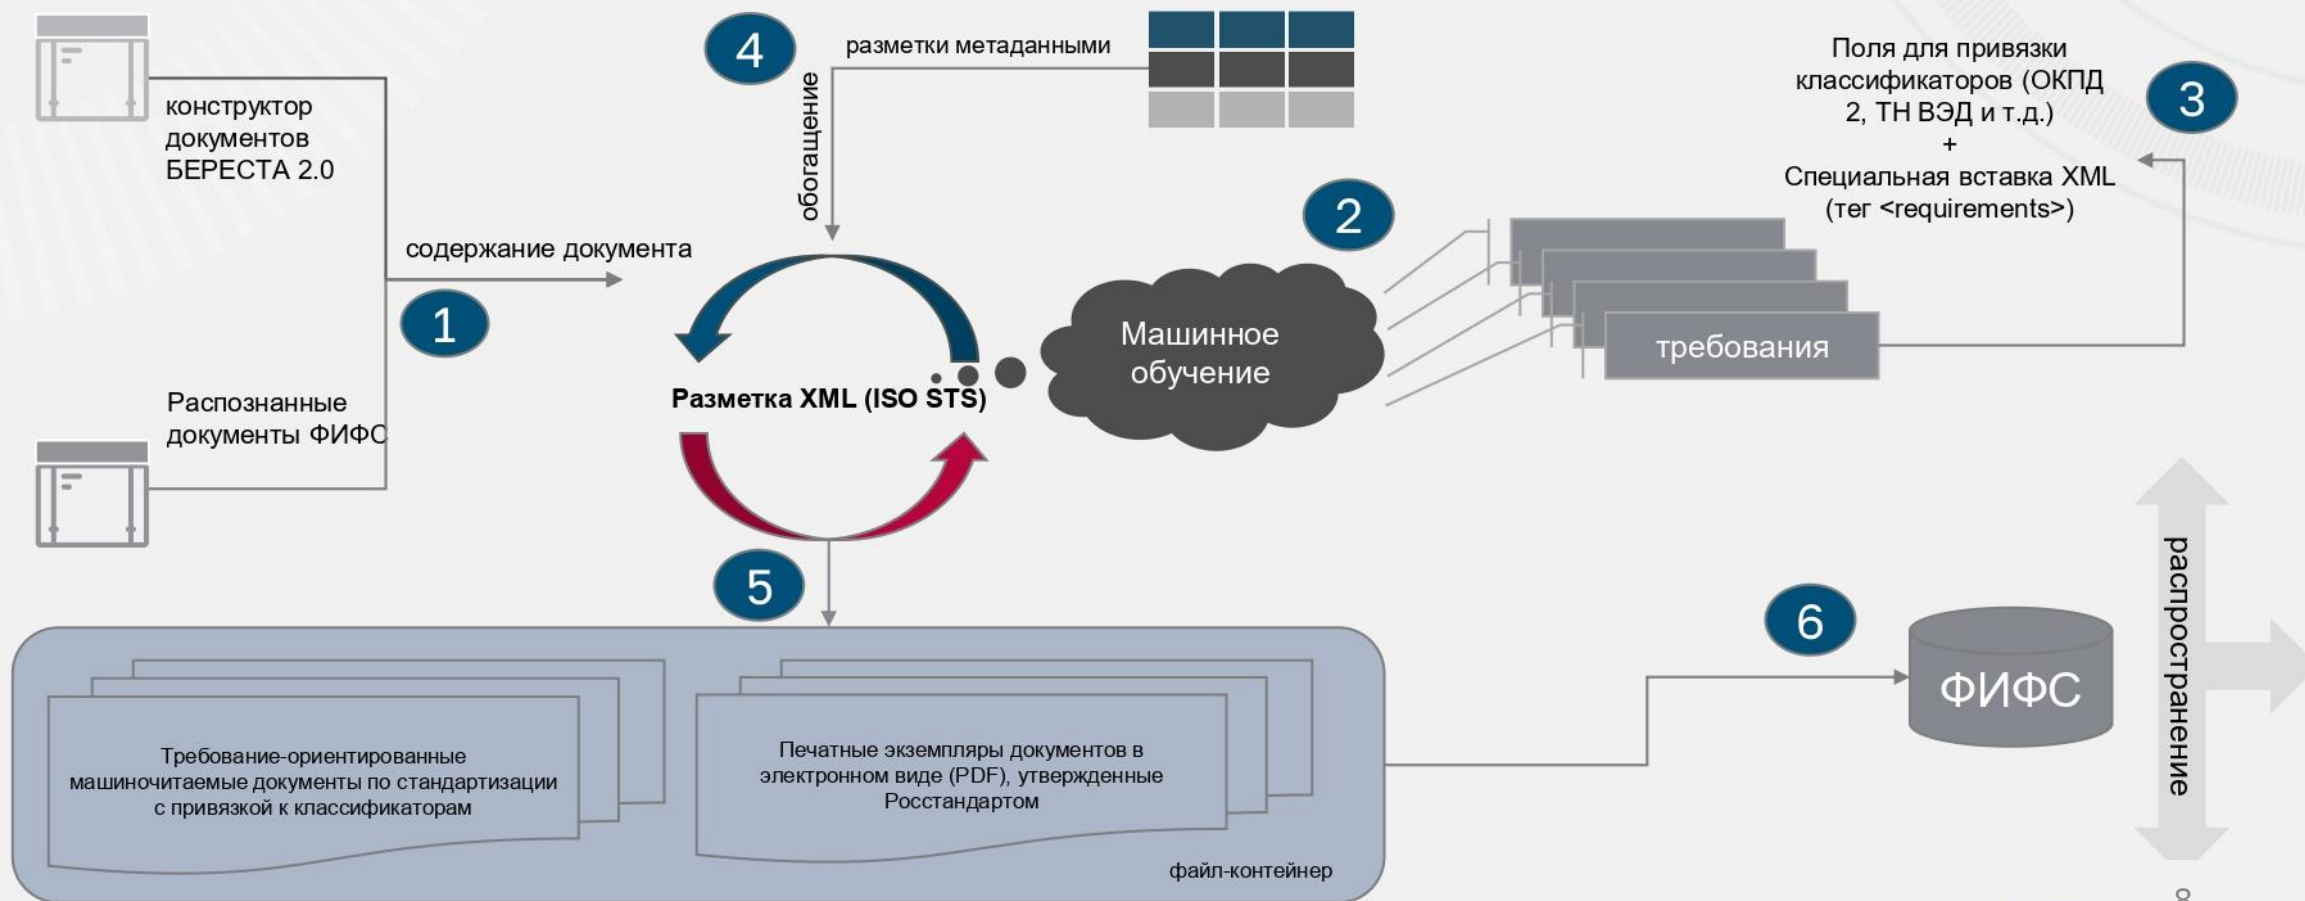 4
разметки метаданными
обогащение
Поля для привязки
классификаторов (ОКПД
2, ТН ВЭД и т.д.)
+
Специальная вставка XML
(тег <requirements>)
3
конструктор
документов
БЕРЕСТА 2.0
содержание документа
1
Распознанные
документы ФИФС
Разметка XML (ISO STS)
2
Машинное
обучение
требования
5
Требование-ориентированные
машиночитаемые документы по стандартизации
с привязкой к классификаторам
Печатные экземпляры документов в
электронном виде (PDF), утвержденные
Росстандартом
файл-контейнер
6
ФИФС
распространение